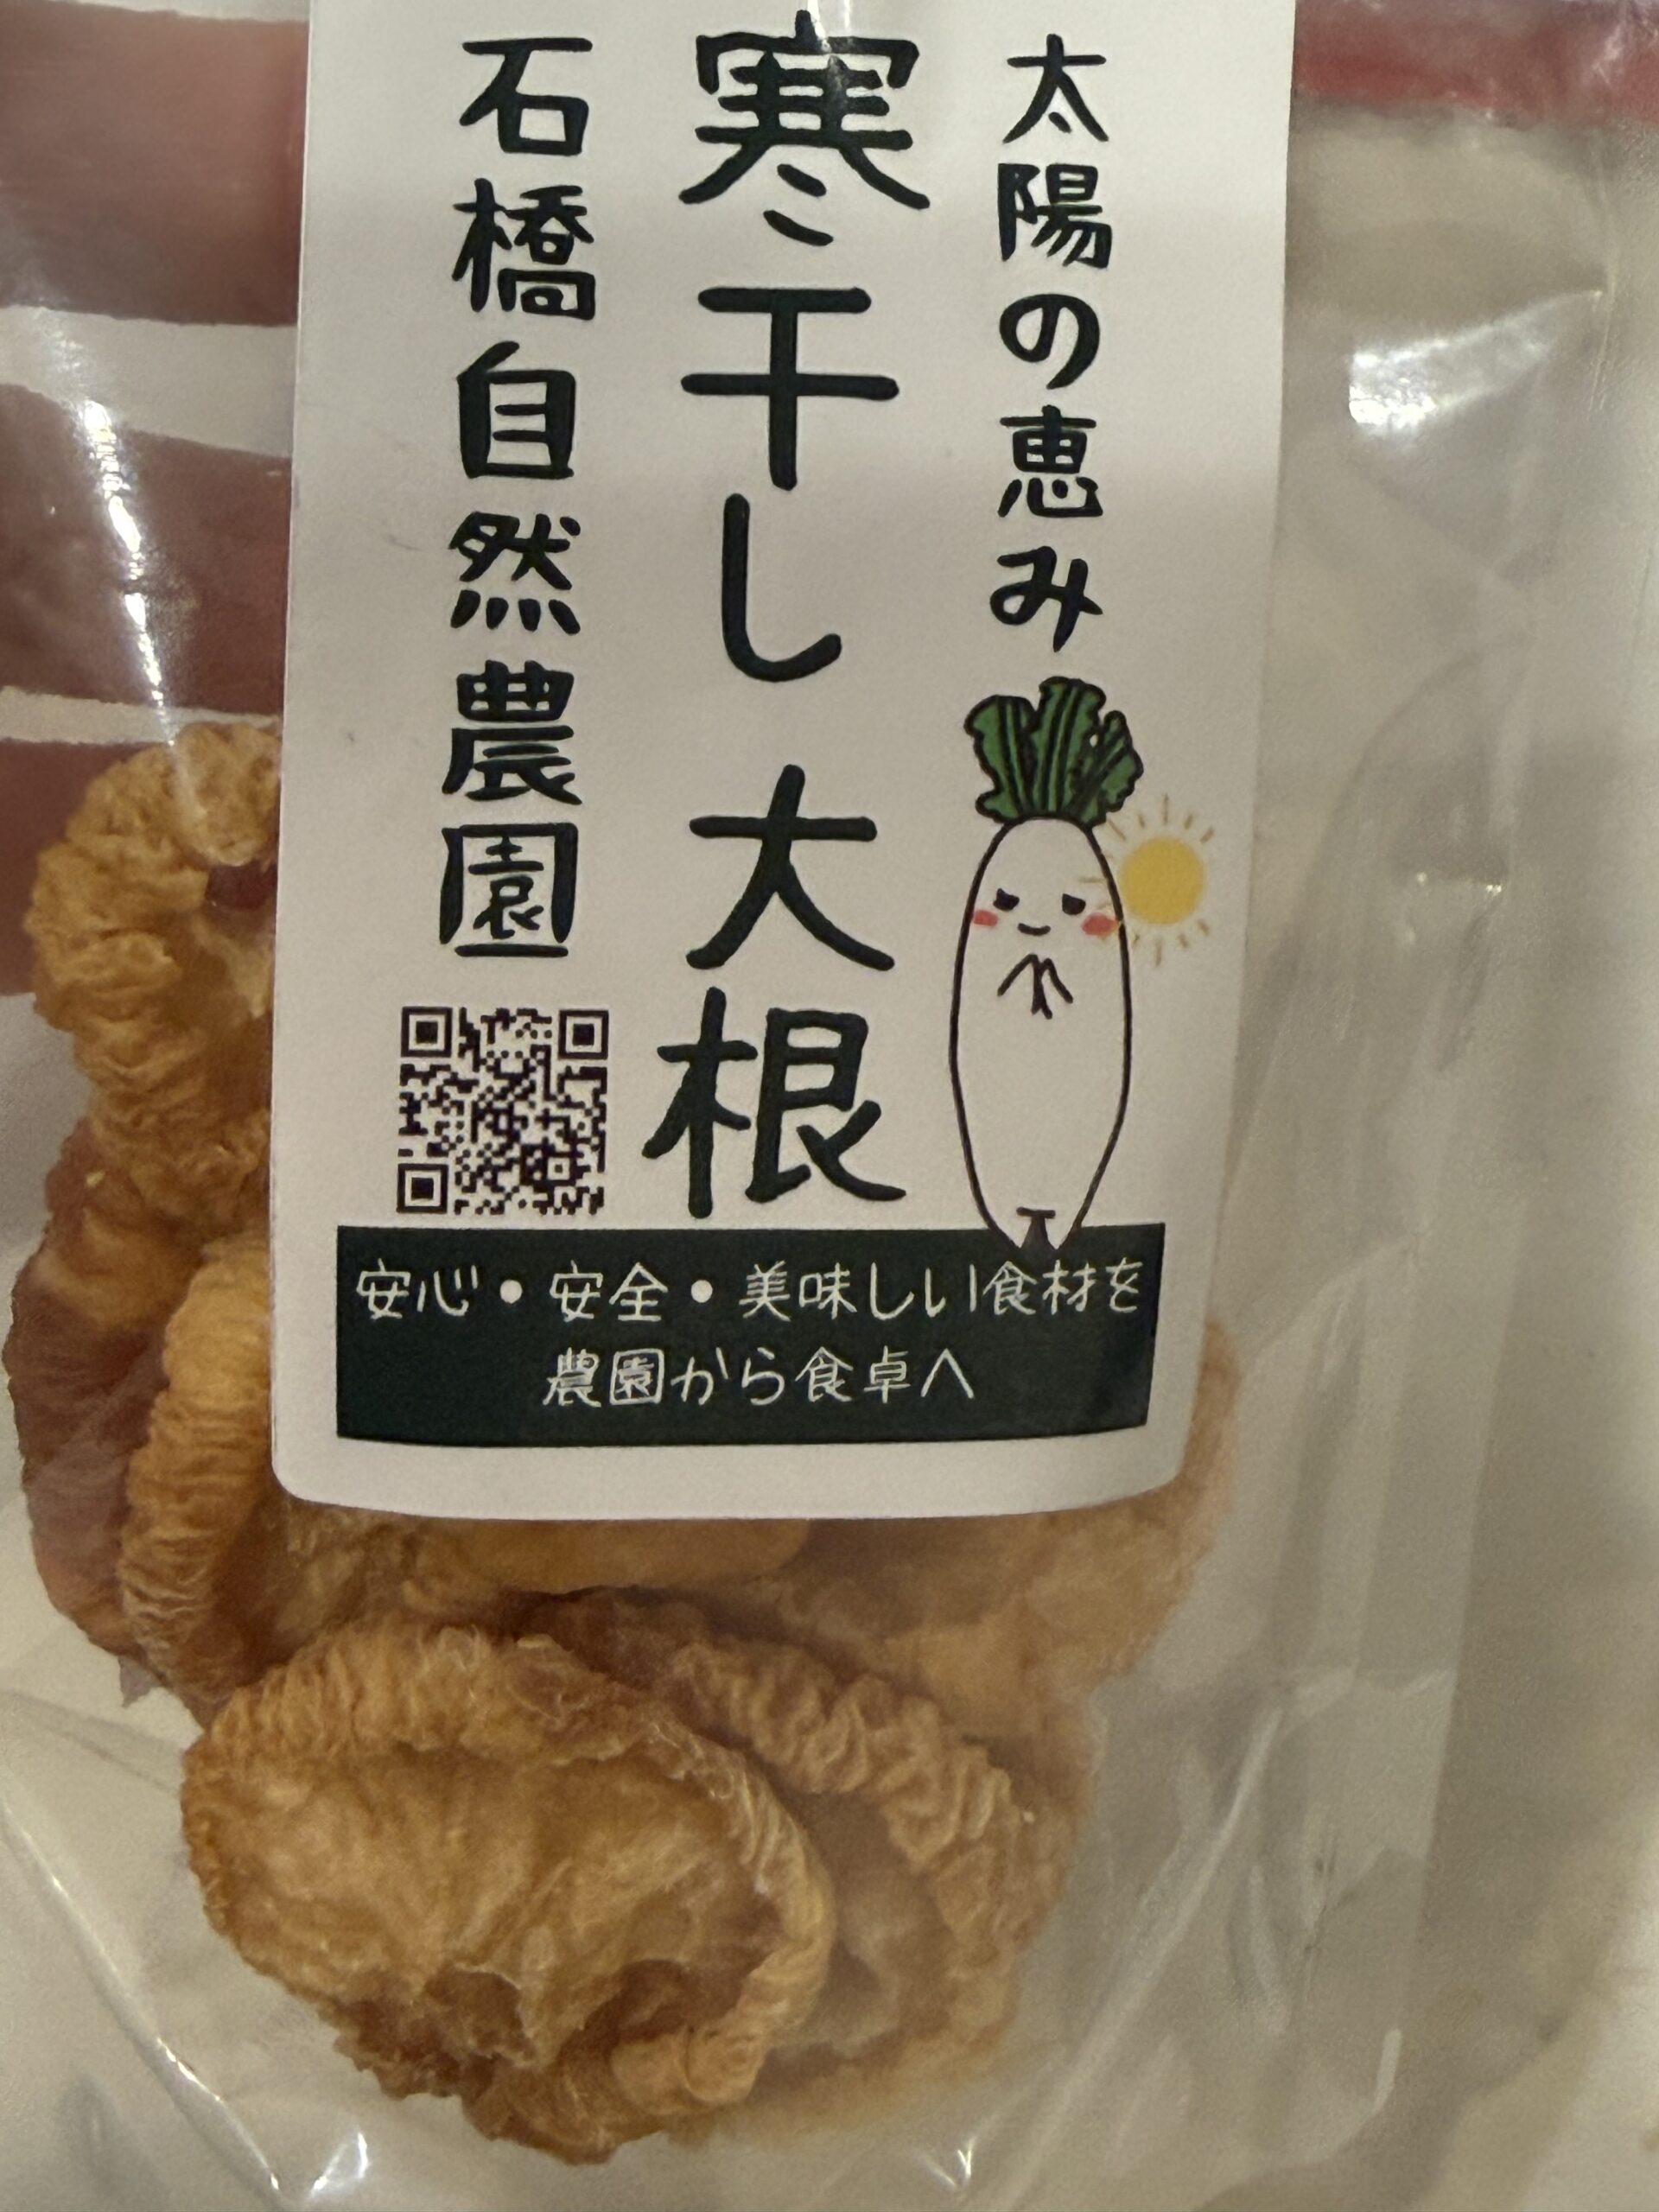 太陽の恵み
寒干し大根
石橋自然農園
安心・安全・美味しい食材を
農園から食卓へ